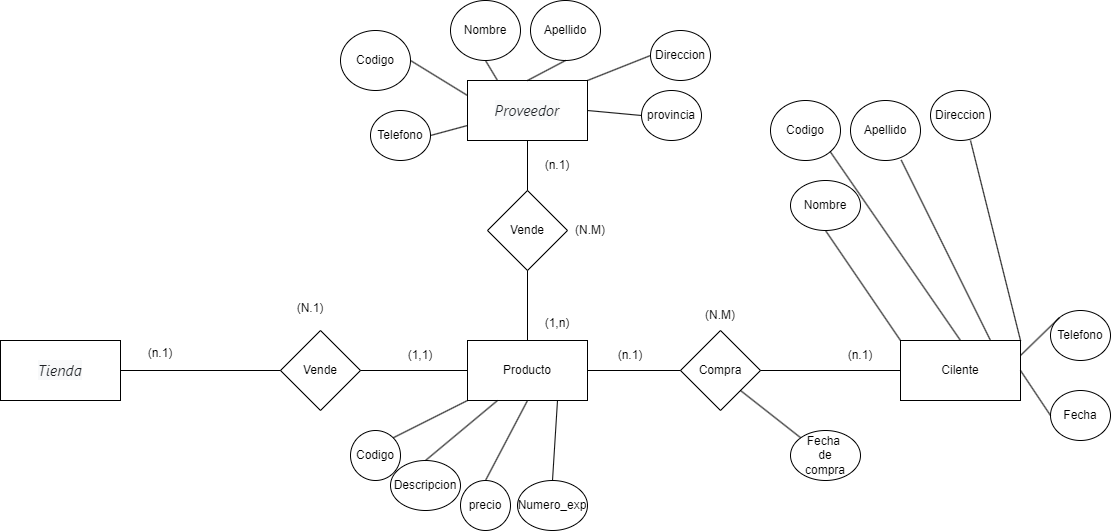 Nombre
Apellido
Codigo
Direccion
Proveedor
provincia
Telefono
(n.1)
Vende
(N.M)
Codigo
Apellido
Direccion
Nombre
(N.1)
(1,n)
(N.M)
Telefono
(n.1)
(1,1)
(n.1)
(n.1)
Tienda
Vende
Producto
Compra
Cilente
Fecha
Codigo
Fecha
de
compra
Descripcion
precio
Numero_exp